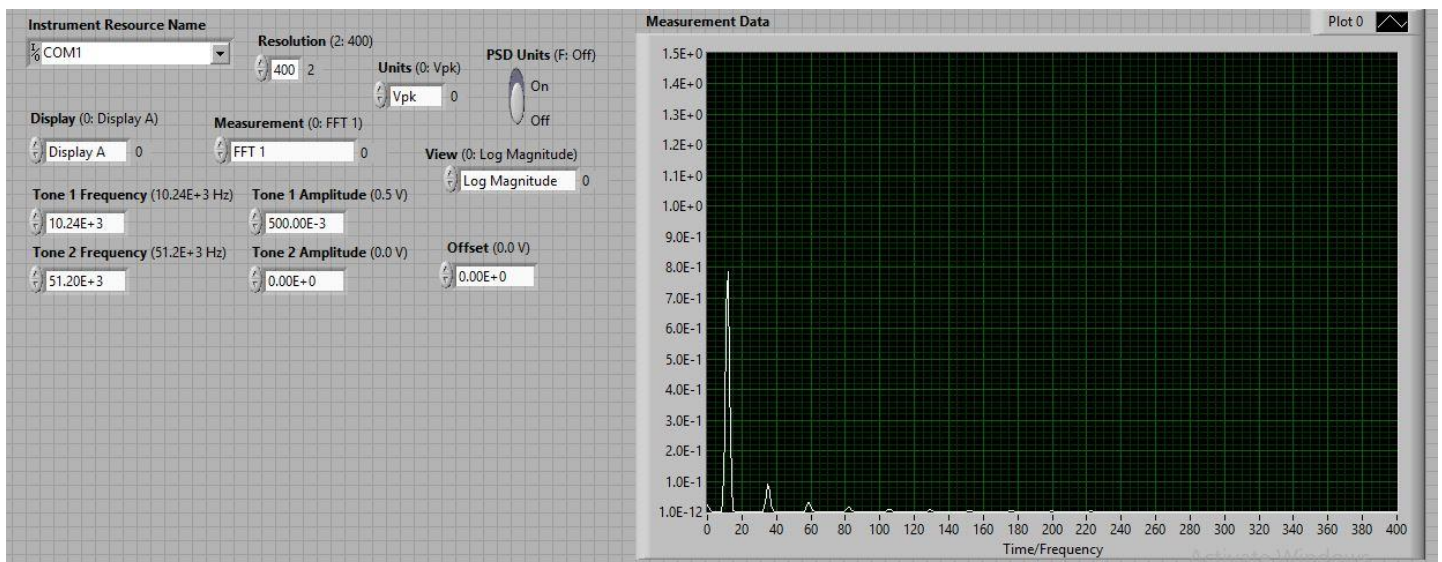 Instrument Resource Name
COM1
Resolution (2: 400)
400 2
Units (0: Vpk)
Vpk 0
PSD Units (F: Off)
On
Off
Display (0: Display A)
Display A 0
Measurement (0: FFT 1)
FFT 1 0
View (0: Log Magnitude)
Log Magnitude 0
Tone 1 Frequency (10.24E+3 Hz)
10.24E+3
Tone 1 Amplitude (0.5 V)
500.00E-3
Tone 2 Frequency (51.2E+3 Hz)
51.20E+3
Tone 2 Amplitude (0.0 V)
0.00E+0
Offset (0.0 V)
0.00E+0
Measurement Data
Plot 0
1.5E+0
1.4E+0
1.3E+0
1.2E+0
1.1E+0
1.0E+0
9.0E-1
8.0E-1
7.0E-1
6.0E-1
5.0E-1
4.0E-1
3.0E-1
2.0E-1
1.0E-1
1.0E-12
0 20 40 60 80 100 120 140 160 180 200 220 240 260 280 300 320 340 360 380 400
Time/Frequency
Activate Windows